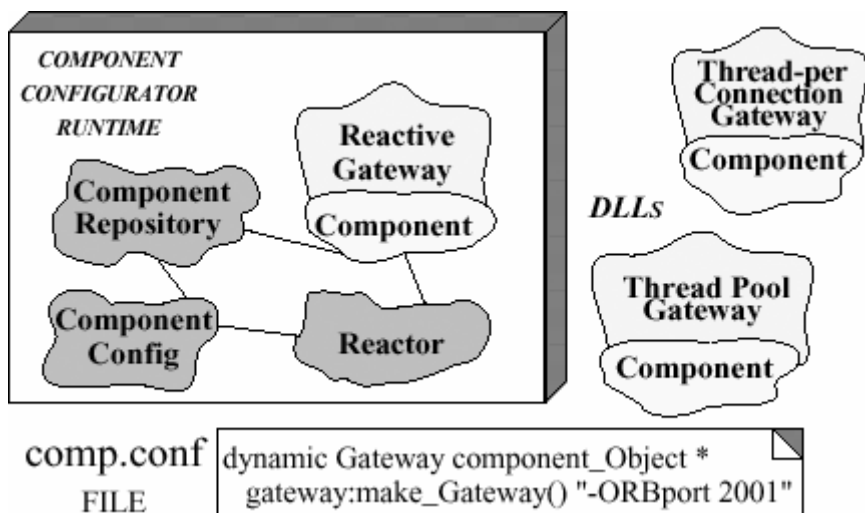 COMPONENT
CONFIGURATOR
RUNTIME
Reactive
Gateway
Component
Component
Repository
Component
Config
Reactor
DLLs
Thread-per
Connection
Gateway
Component
Thread Pool
Gateway
Component
comp.conf
FILE
dynamic Gateway component_Object *
gateway:make_Gateway() "-ORBport 2001"